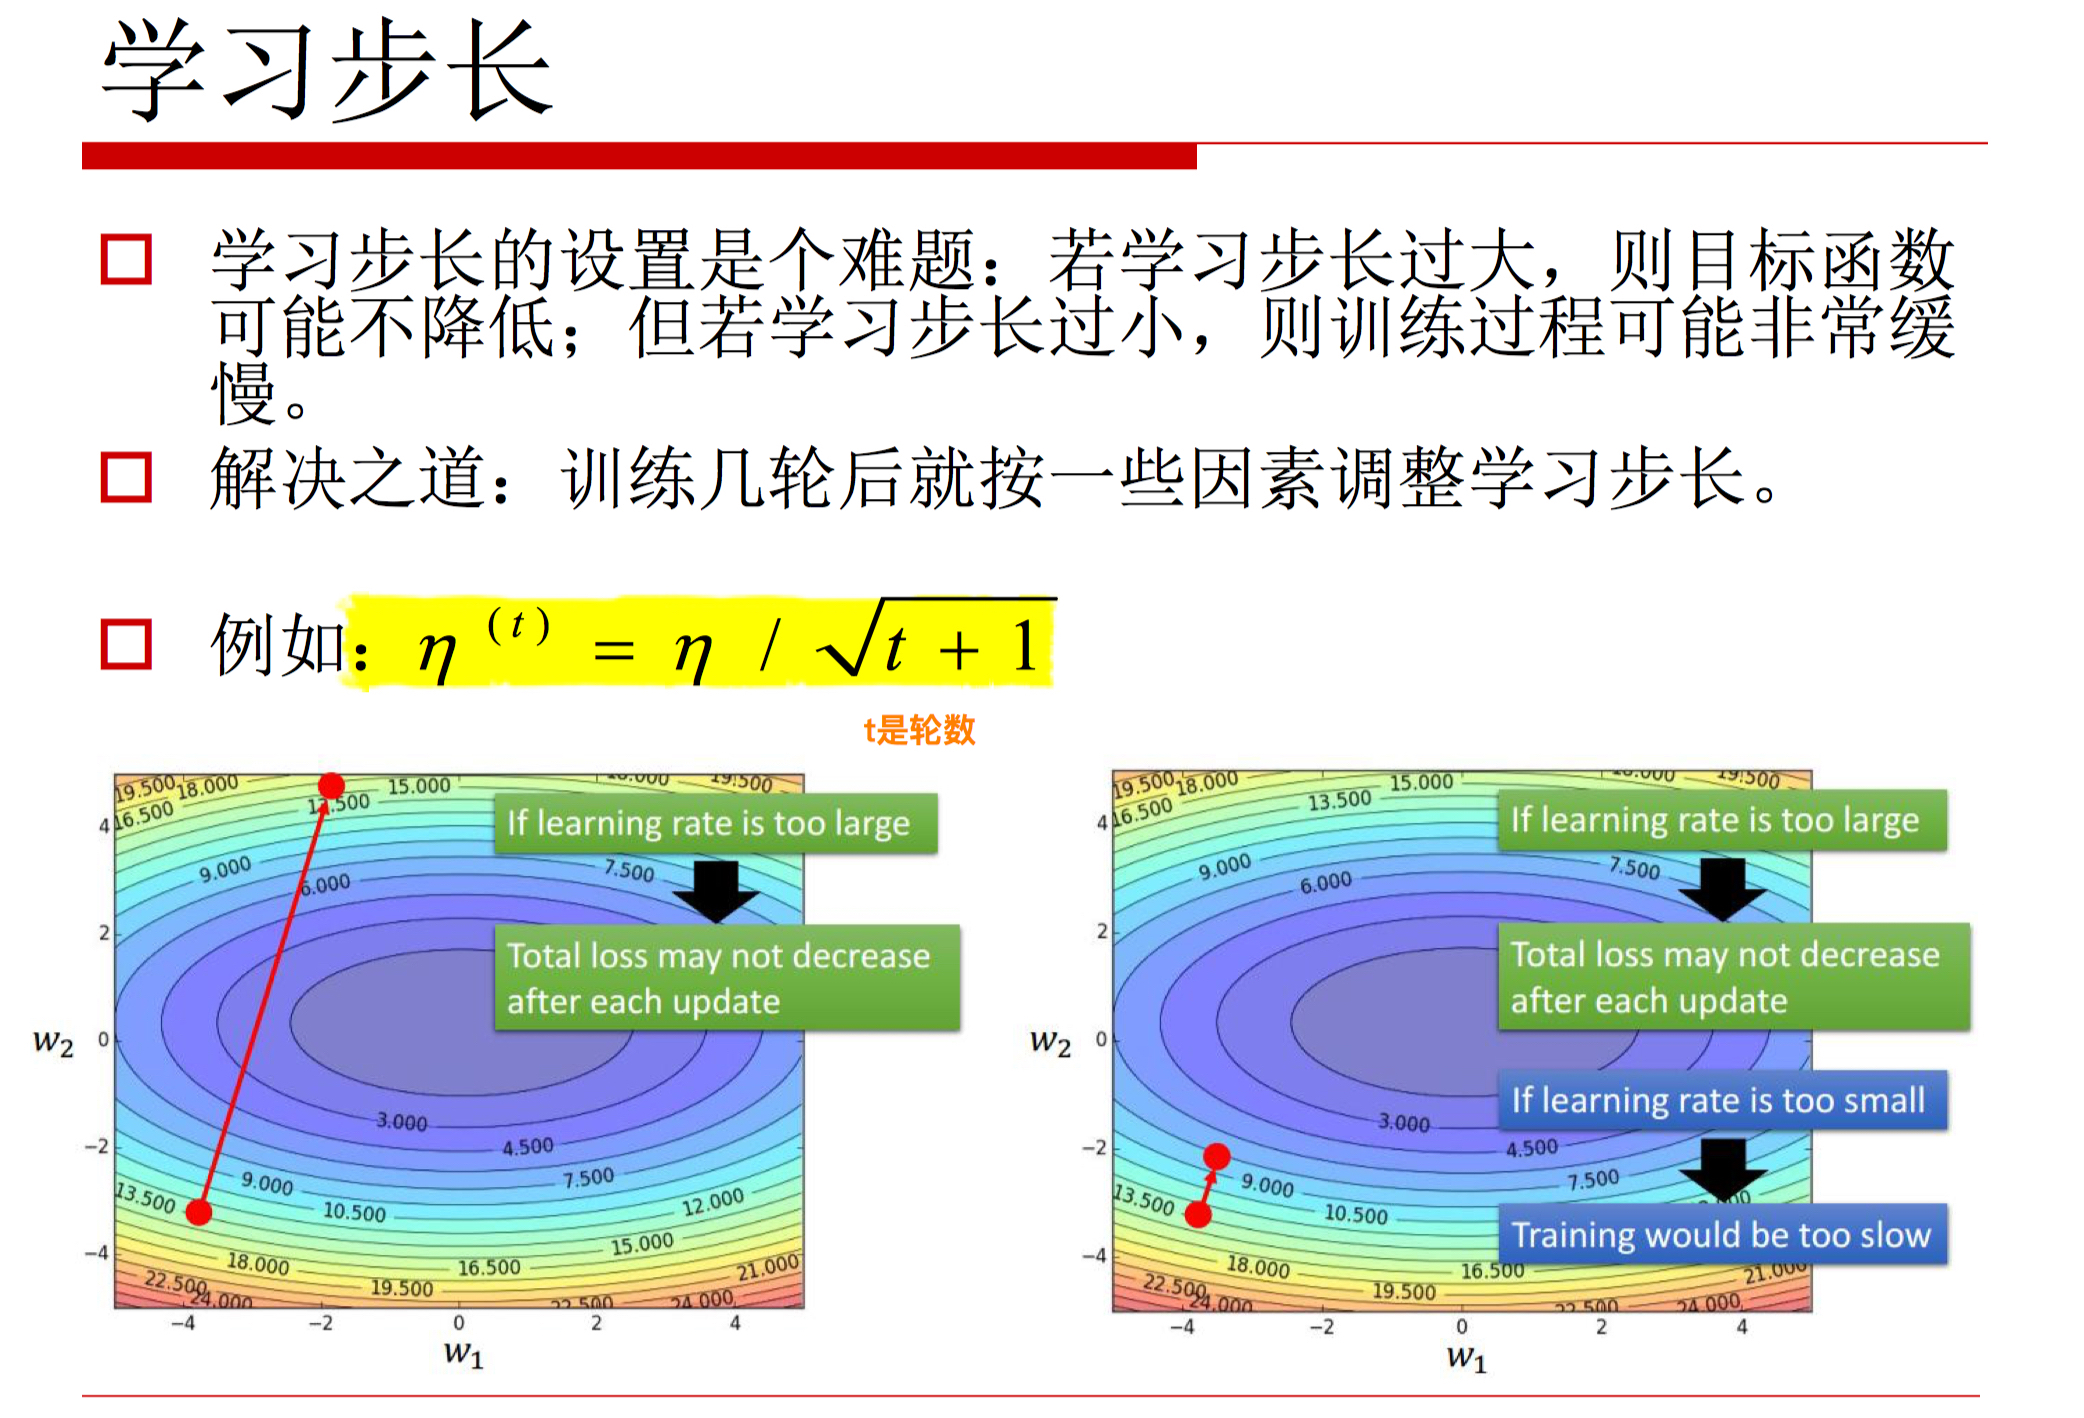 学习步长
学习步长的设置是个难题：若学习步长过大，则目标函数
可能不降低；但若学习步长过小，则训练过程可能非常缓
慢。
解决之道：训练几轮后就按一些因素调整学习步长。
例如：η^(t) = η / √(t + 1)
t是轮数
19.500 18.000 15.000 18.000 19.500
16.500 13.500
If learning rate is too large
9.000 6.000 7.500
Total loss may not decrease
after each update
3.000
4.500
9.000 7.500
13.500 10.500 12.000
15.000
18.000 16.500 21.000
22.500 19.500
24.000 22.500 24.000
4
2
0
−2
−4
w₂
−4 −2 0 2 4
w₁
19.500 18.000 15.000 18.000 19.500
16.500 13.500
If learning rate is too large
9.000 6.000 7.500
Total loss may not decrease
after each update
If learning rate is too small
3.000
4.500
9.000 7.500
13.500 10.500
Training would be too slow
18.000 16.500 21.000
22.500 19.500
24.000 22.500 24.000
4
2
0
−2
−4
w₂
−4 −2 0 2 4
w₁